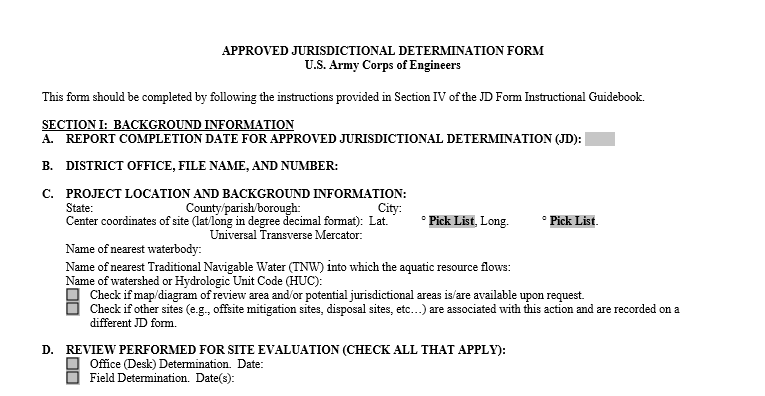 APPROVED JURISDICTIONAL DETERMINATION FORM
U.S. Army Corps of Engineers
This form should be completed by following the instructions provided in Section IV of the JD Form Instructional Guidebook.
SECTION I: BACKGROUND INFORMATION
A. REPORT COMPLETION DATE FOR APPROVED JURISDICTIONAL DETERMINATION (JD):
B. DISTRICT OFFICE, FILE NAME, AND NUMBER:
C. PROJECT LOCATION AND BACKGROUND INFORMATION:
State: County/parish/borough: City:
Center coordinates of site (lat/long in degree decimal format): Lat. ° Pick List, Long. ° Pick List.
Universal Transverse Mercator:
Name of nearest waterbody:
Name of nearest Traditional Navigable Water (TNW) into which the aquatic resource flows:
Name of watershed or Hydrologic Unit Code (HUC):
Check if map/diagram of review area and/or potential jurisdictional areas is/are available upon request.
Check if other sites (e.g., offsite mitigation sites, disposal sites, etc…) are associated with this action and are recorded on a
different JD form.
D. REVIEW PERFORMED FOR SITE EVALUATION (CHECK ALL THAT APPLY):
Office (Desk) Determination. Date:
Field Determination. Date(s):